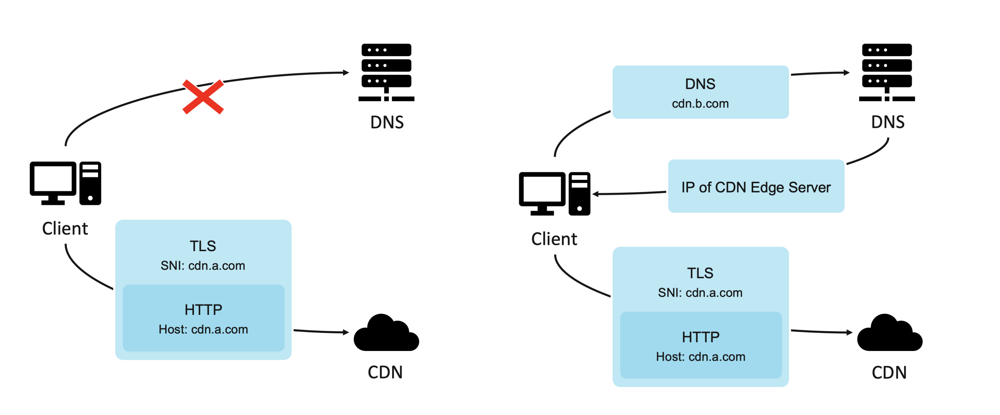 DNS
Client
TLS
SNI: cdn.a.com
HTTP
Host: cdn.a.com
CDN
DNS
cdn.b.com
DNS
IP of CDN Edge Server
Client
TLS
SNI: cdn.a.com
HTTP
Host: cdn.a.com
CDN